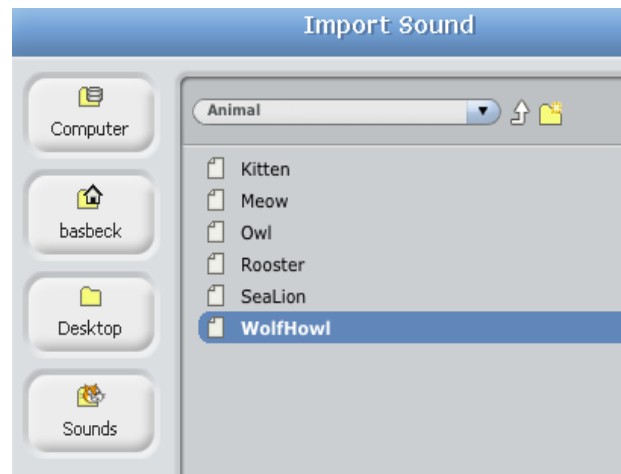 Import Sound
Computer
basbeck
Desktop
Sounds
Animal
Kitten
Meow
Owl
Rooster
SeaLion
WolfHowl